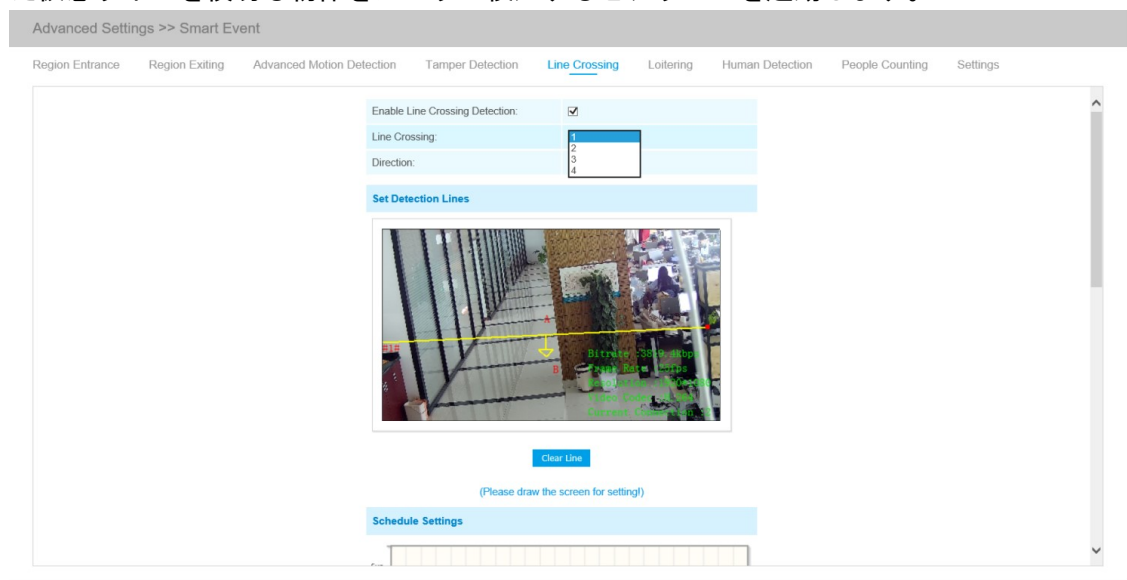 Advanced Settings >> Smart Event
Region Entrance Region Exiting Advanced Motion Detection Tamper Detection Line Crossing Loitering Human Detection People Counting Settings
Enable Line Crossing Detection:
Line Crossing:
1
2
3
4
Direction:
Set Detection Lines
A
#1#
B
Bitrate
Frame Rate
Clear Line
(Please draw the screen for setting!)
Schedule Settings